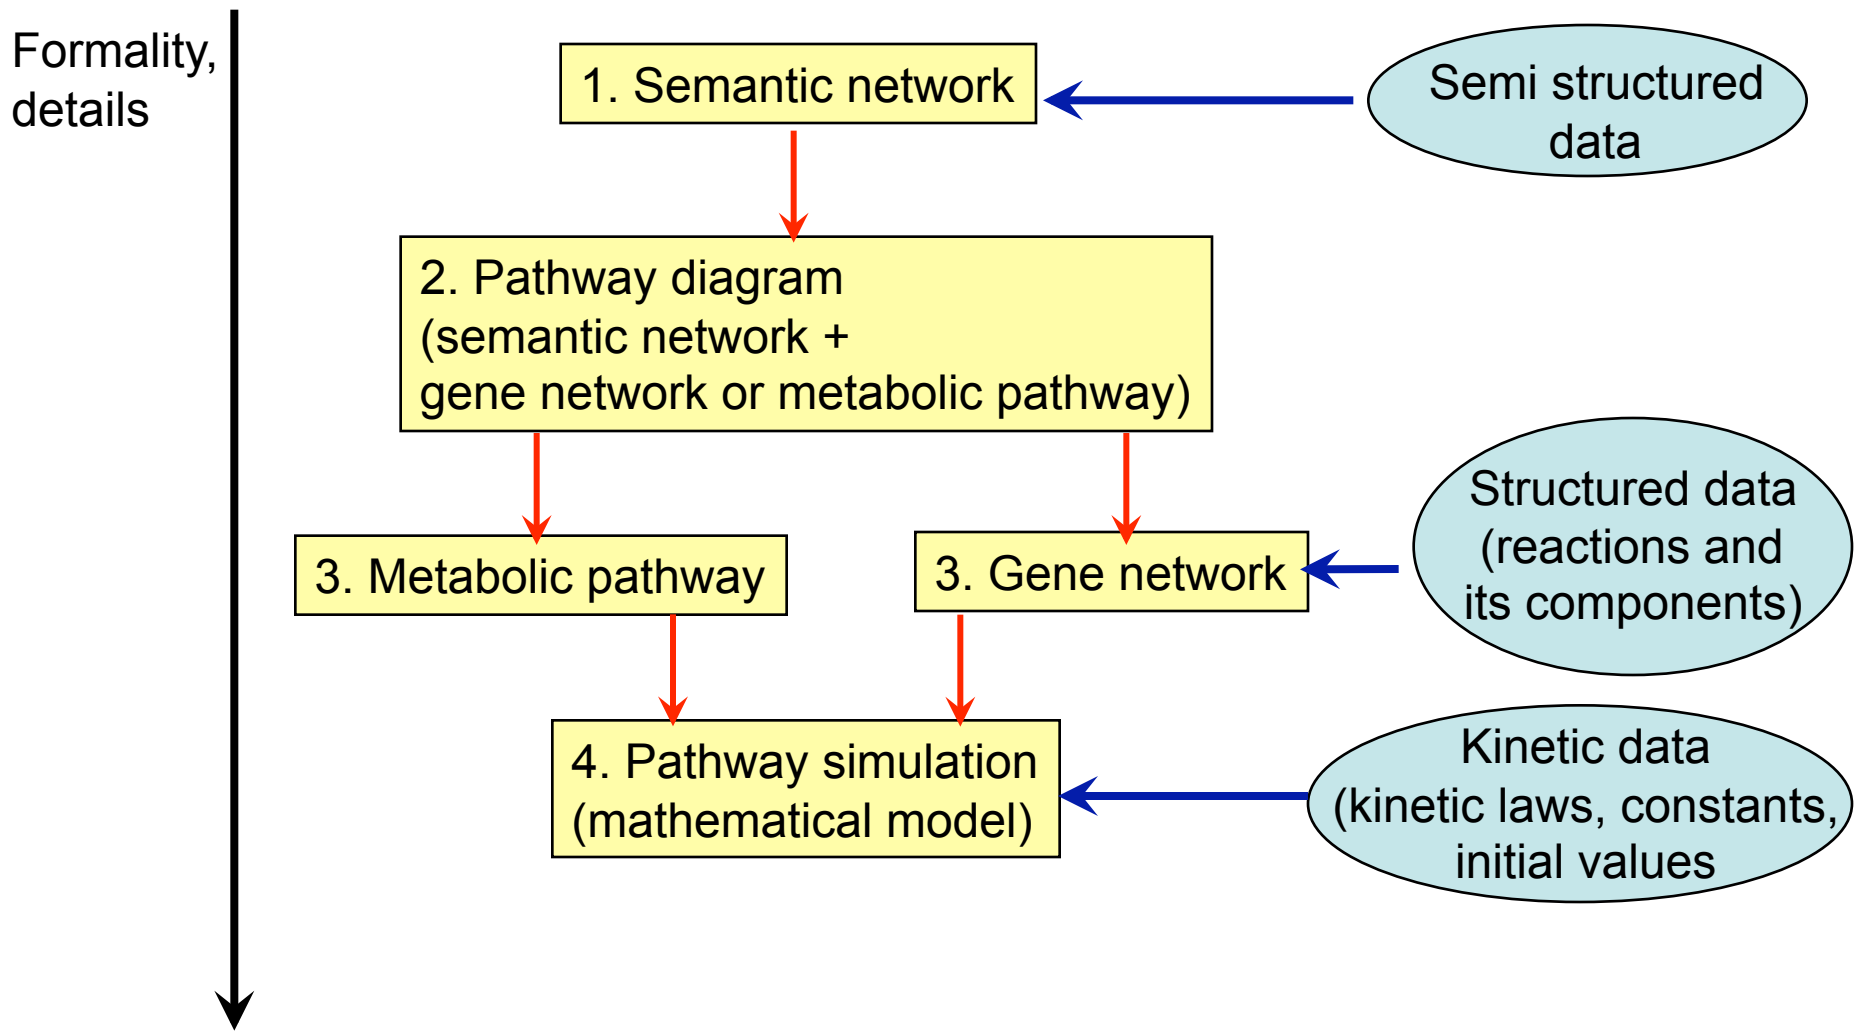 Formality,
details
1. Semantic network
Semi structured
data
2. Pathway diagram
(semantic network +
gene network or metabolic pathway)
3. Metabolic pathway
3. Gene network
Structured data
(reactions and
its components)
4. Pathway simulation
(mathematical model)
Kinetic data
(kinetic laws, constants,
initial values